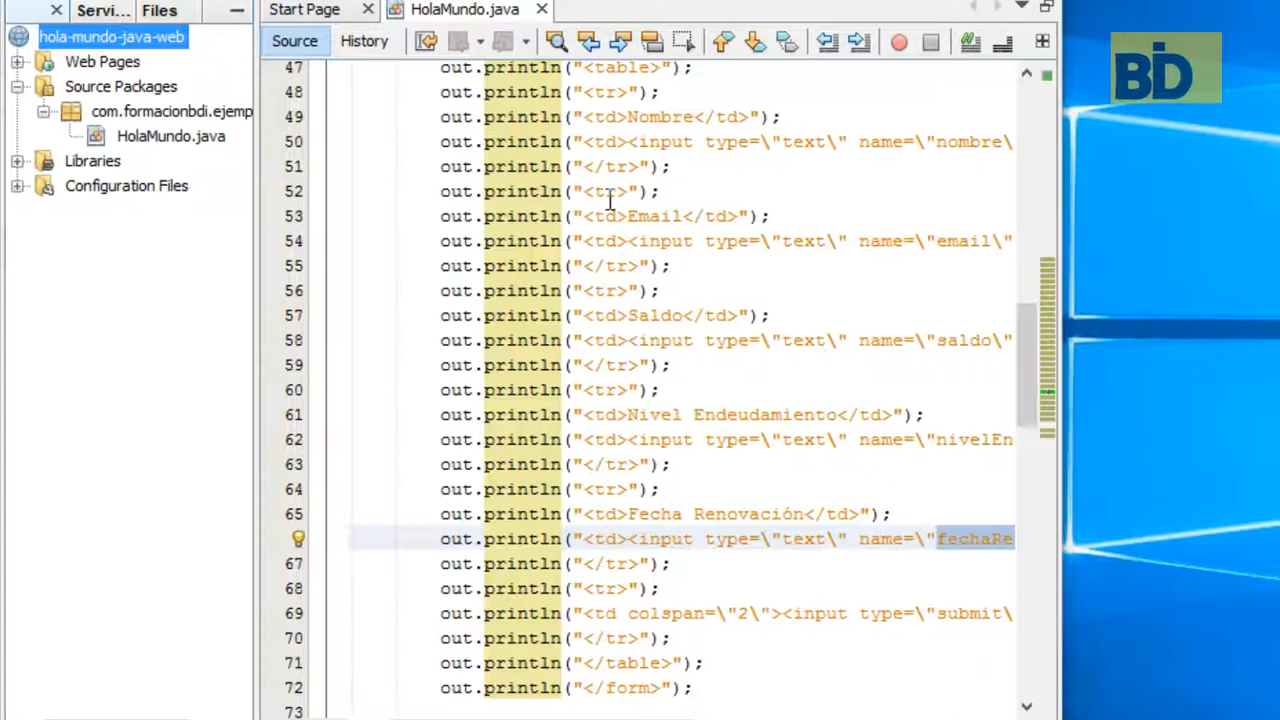 Servi...
Files
Start Page
HolaMundo.java
hola-mundo-java-web
Web Pages
Source Packages
com.formacionbdi.ejemp
HolaMundo.java
Libraries
Configuration Files
Source
History
BDI
47 out.println("<table>");
48 out.println("<tr>");
49 out.println("<td>Nombre</td>");
50 out.println("<td><input type=\"text\" name=\"nombre\
51 out.println("</tr>");
52 out.println("<tr>");
53 out.println("<td>Email</td>");
54 out.println("<td><input type=\"text\" name=\"email\"
55 out.println("</tr>");
56 out.println("<tr>");
57 out.println("<td>Saldo</td>");
58 out.println("<td><input type=\"text\" name=\"saldo\"
59 out.println("</tr>");
60 out.println("<tr>");
61 out.println("<td>Nivel Endeudamiento</td>");
62 out.println("<td><input type=\"text\" name=\"nivelEn
63 out.println("</tr>");
64 out.println("<tr>");
65 out.println("<td>Fecha Renovación</td>");
out.println("<td><input type=\"text\" name=\"fechaRe
67 out.println("</tr>");
68 out.println("<tr>");
69 out.println("<td colspan=\"2\"><input type=\"submit\
70 out.println("</tr>");
71 out.println("</table>");
72 out.println("</form>");
73